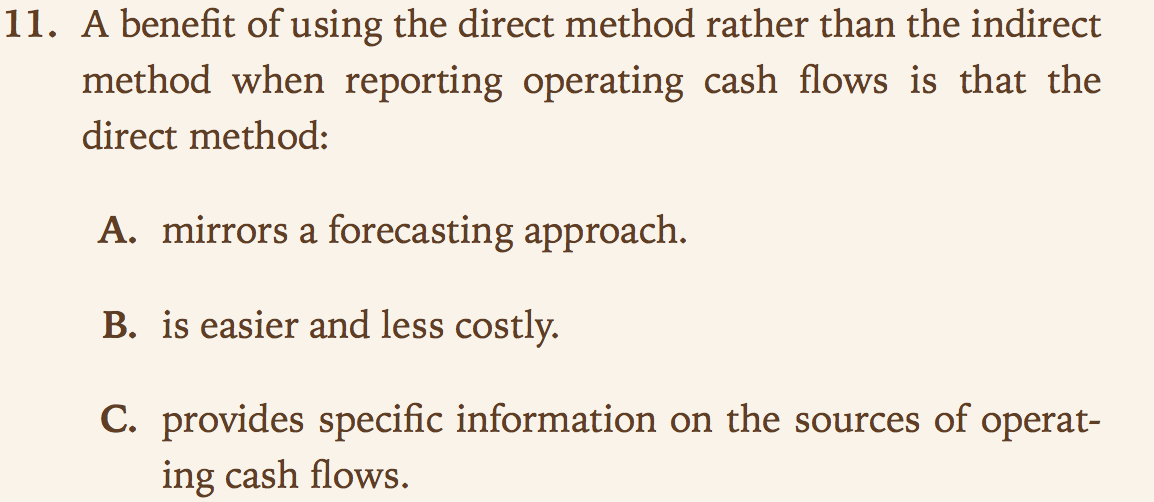 11. A benefit of using the direct method rather than the indirect
method when reporting operating cash flows is that the
direct method:
A. mirrors a forecasting approach.
B. is easier and less costly.
C. provides specific information on the sources of operat-
ing cash flows.